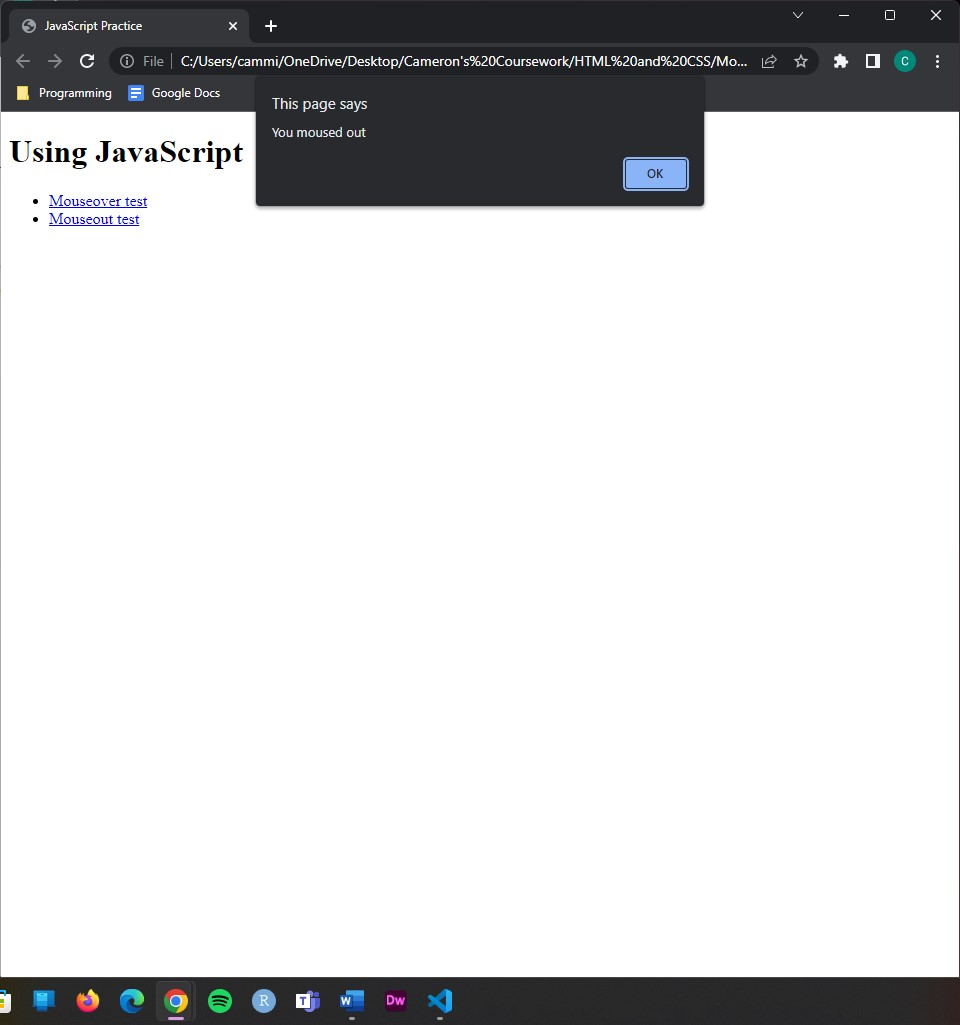 JavaScript Practice
File
C:/Users/cammi/OneDrive/Desktop/Cameron's%20Coursework/HTML%20and%20CSS/Mo...
C
Programming
Google Docs
This page says
You moused out
OK
Using JavaScript
Mouseover test
Mouseout test
R
T
W
Dw